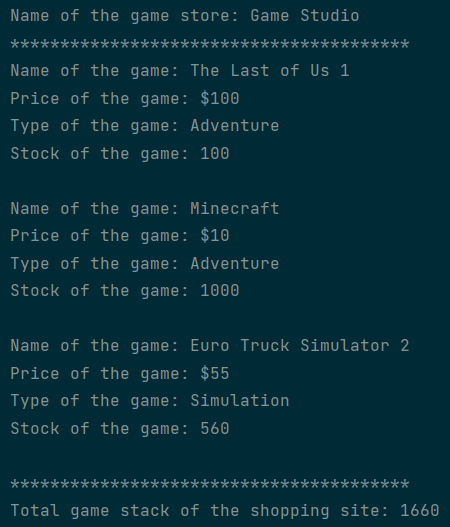 Name of the game store: Game Studio
****************************************
Name of the game: The Last of Us 1
Price of the game: $100
Type of the game: Adventure
Stock of the game: 100
Name of the game: Minecraft
Price of the game: $10
Type of the game: Adventure
Stock of the game: 1000
Name of the game: Euro Truck Simulator 2
Price of the game: $55
Type of the game: Simulation
Stock of the game: 560
****************************************
Total game stack of the shopping site: 1660